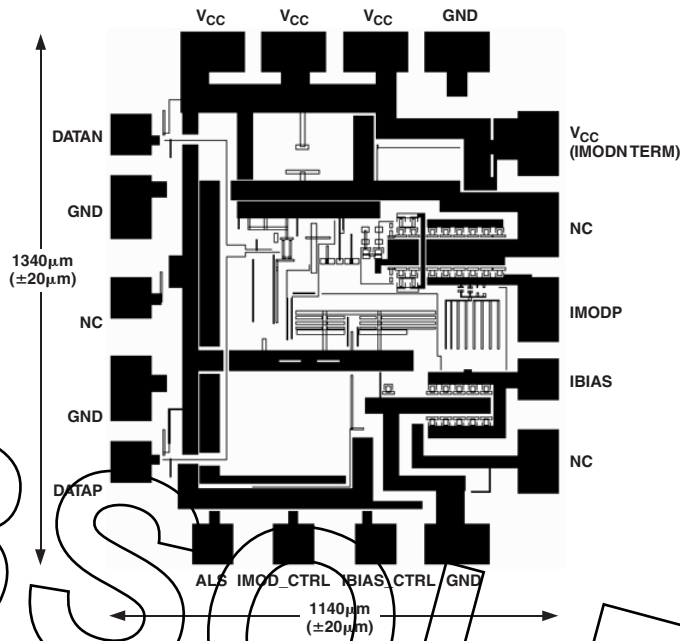 VCC VCC VCC GND
DATAN
VCC
(IMODN TERM)
GND
NC
1340μm
(±20μm)
NC
IMODP
GND
IBIAS
DATAP
NC
ALS IMOD_CTRL IBIAS_CTRL GND
1140μm
(±20μm)